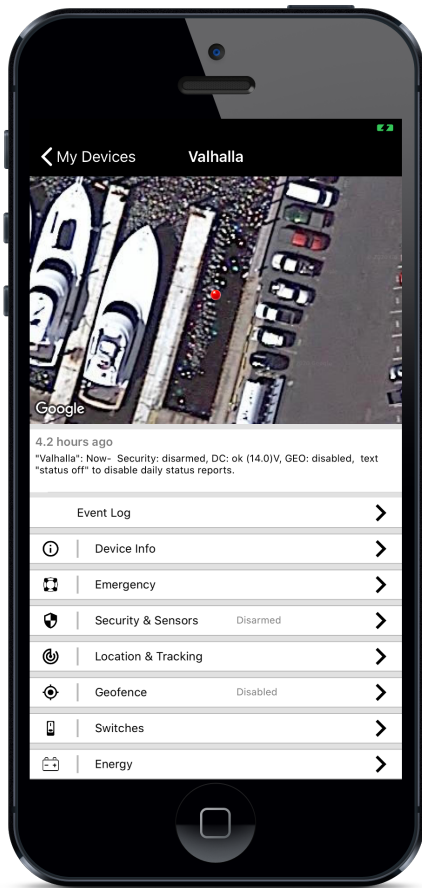 My Devices Valhalla
Google
4.2 hours ago
"Valhalla": Now- Security: disarmed, DC: ok (14.0)V, GEO: disabled, text
"status off" to disable daily status reports.
Event Log
Device Info
Emergency
Security & Sensors Disarmed
Location & Tracking
Geofence Disabled
Switches
Energy